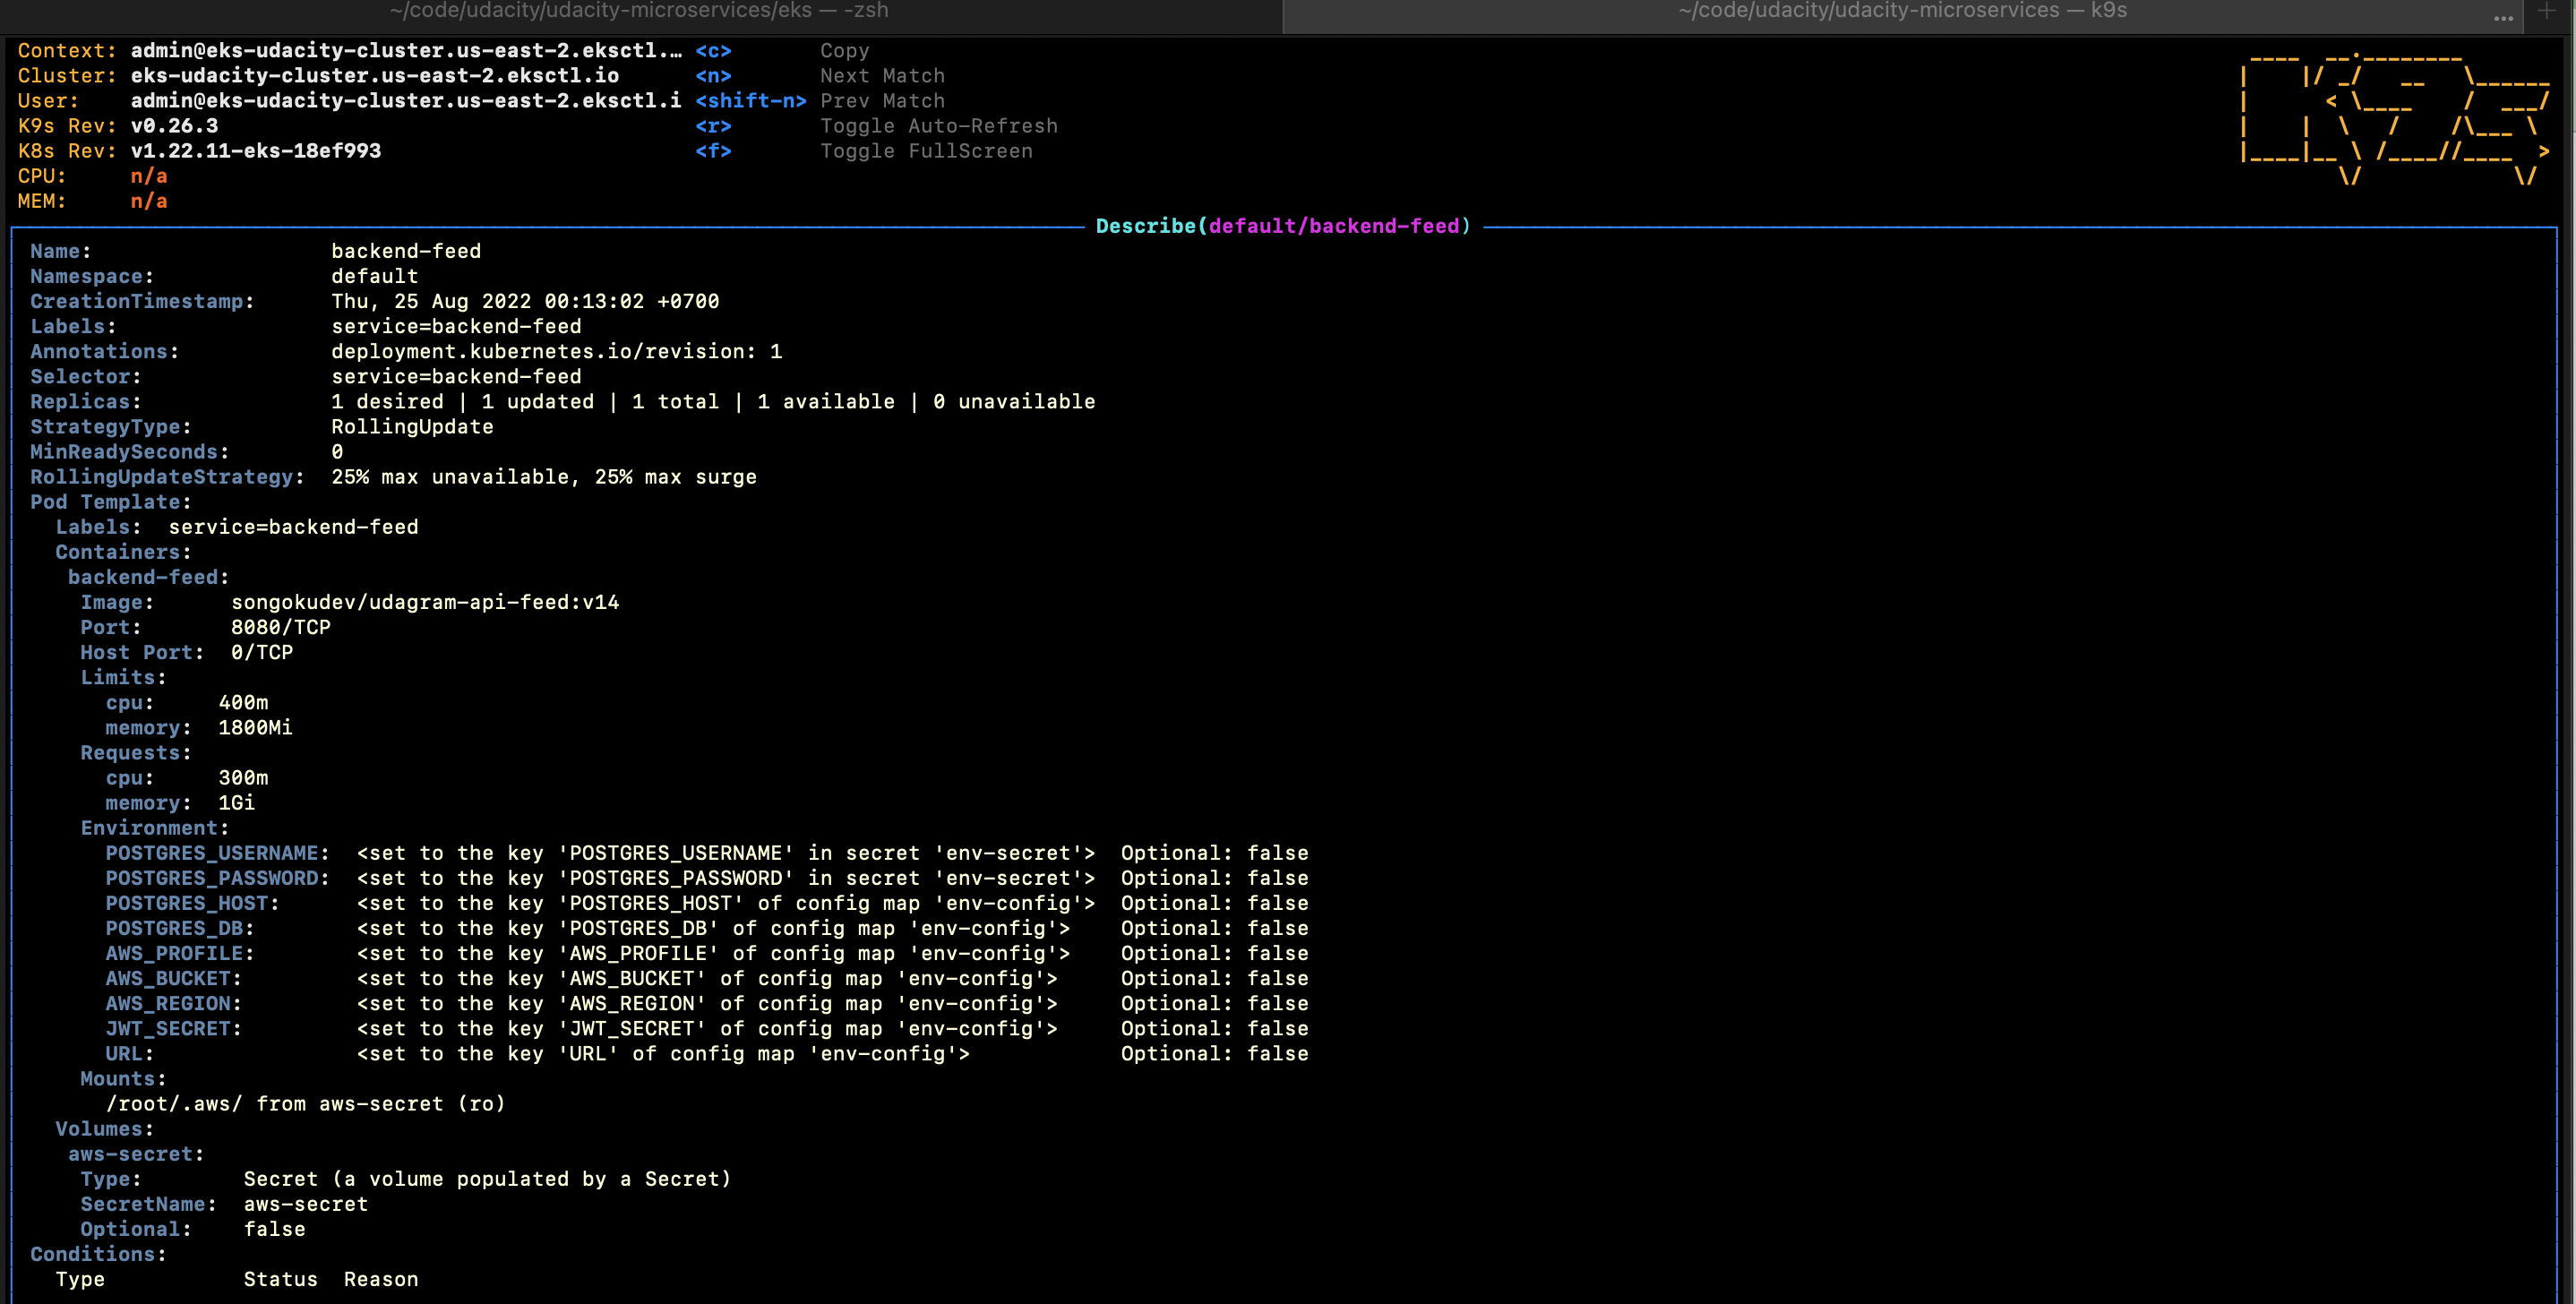 ~/code/udacity/udacity-microservices/eks — -zsh
~/code/udacity/udacity-microservices — k9s
Context: admin@eks-udacity-cluster.us-east-2.eksctl.… <c> Copy
Cluster: eks-udacity-cluster.us-east-2.eksctl.io <n> Next Match
User: admin@eks-udacity-cluster.us-east-2.eksctl.i <shift-n> Prev Match
K9s Rev: v0.26.3 <r> Toggle Auto-Refresh
K8s Rev: v1.22.11-eks-18ef993 <f> Toggle FullScreen
CPU: n/a
MEM: n/a
Describe(default/backend-feed)
Name: backend-feed
Namespace: default
CreationTimestamp: Thu, 25 Aug 2022 00:13:02 +0700
Labels: service=backend-feed
Annotations: deployment.kubernetes.io/revision: 1
Selector: service=backend-feed
Replicas: 1 desired | 1 updated | 1 total | 1 available | 0 unavailable
StrategyType: RollingUpdate
MinReadySeconds: 0
RollingUpdateStrategy: 25% max unavailable, 25% max surge
Pod Template:
Labels: service=backend-feed
Containers:
backend-feed:
Image: songokudev/udagram-api-feed:v14
Port: 8080/TCP
Host Port: 0/TCP
Limits:
cpu: 400m
memory: 1800Mi
Requests:
cpu: 300m
memory: 1Gi
Environment:
POSTGRES_USERNAME: <set to the key 'POSTGRES_USERNAME' in secret 'env-secret'> Optional: false
POSTGRES_PASSWORD: <set to the key 'POSTGRES_PASSWORD' in secret 'env-secret'> Optional: false
POSTGRES_HOST: <set to the key 'POSTGRES_HOST' of config map 'env-config'> Optional: false
POSTGRES_DB: <set to the key 'POSTGRES_DB' of config map 'env-config'> Optional: false
AWS_PROFILE: <set to the key 'AWS_PROFILE' of config map 'env-config'> Optional: false
AWS_BUCKET: <set to the key 'AWS_BUCKET' of config map 'env-config'> Optional: false
AWS_REGION: <set to the key 'AWS_REGION' of config map 'env-config'> Optional: false
JWT_SECRET: <set to the key 'JWT_SECRET' of config map 'env-config'> Optional: false
URL: <set to the key 'URL' of config map 'env-config'> Optional: false
Mounts:
/root/.aws/ from aws-secret (ro)
Volumes:
aws-secret:
Type: Secret (a volume populated by a Secret)
SecretName: aws-secret
Optional: false
Conditions:
Type Status Reason